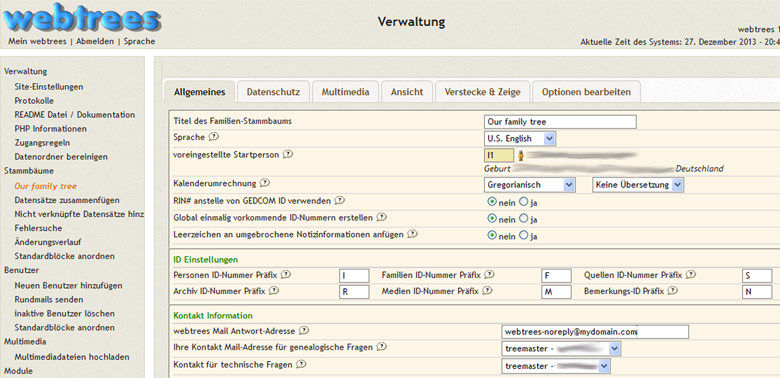 webtrees
Verwaltung
webtrees 1
Mein webtrees | Abmelden | Sprache
Aktuelle Zeit des Systems: 27. Dezember 2013 - 20:4
Verwaltung
Site-Einstellungen
Protokolle
README Datei / Dokumentation
PHP Informationen
Zugangsregeln
Datenordner bereinigen
Stammbäume
Our family tree
Datensätze zusammenfügen
Nicht verknüpfte Datensätze hinz
Fehlersuche
Änderungsverlauf
Standardblöcke anordnen
Benutzer
Neuen Benutzer hinzufügen
Rundmails senden
inaktive Benutzer löschen
Standardblöcke anordnen
Multimedia
Multimediadateien hochladen
Module
Allgemeines Datenschutz Multimedia Ansicht Verstecke & Zeige Optionen bearbeiten
Titel des Familien-Stammbaums Our family tree
Sprache ? U.S. English
voreingestellte Startperson ? I1
Geburt Deutschland
Kalenderumrechnung ? Gregorianisch Keine Übersetzung
RIN# anstelle von GEDCOM ID verwenden ? nein ja
Global einmalig vorkommende ID-Nummern erstellen ? nein ja
Leerzeichen an umgebrochene Notizinformationen anfügen ? nein ja
ID Einstellungen
Personen ID-Nummer Präfix ? I Familien ID-Nummer Präfix ? F Quellen ID-Nummer Präfix ? S
Archiv ID-Nummer Präfix ? R Medien ID-Nummer Präfix ? M Bemerkungs-ID Präfix ? N
Kontakt Information
webtrees Mail Antwort-Adresse ? webtrees-noreply@mydomain.com
Ihre Kontakt Mail-Adresse für genealogische Fragen ? treemaster -
Kontakt für technische Fragen ? treemaster -